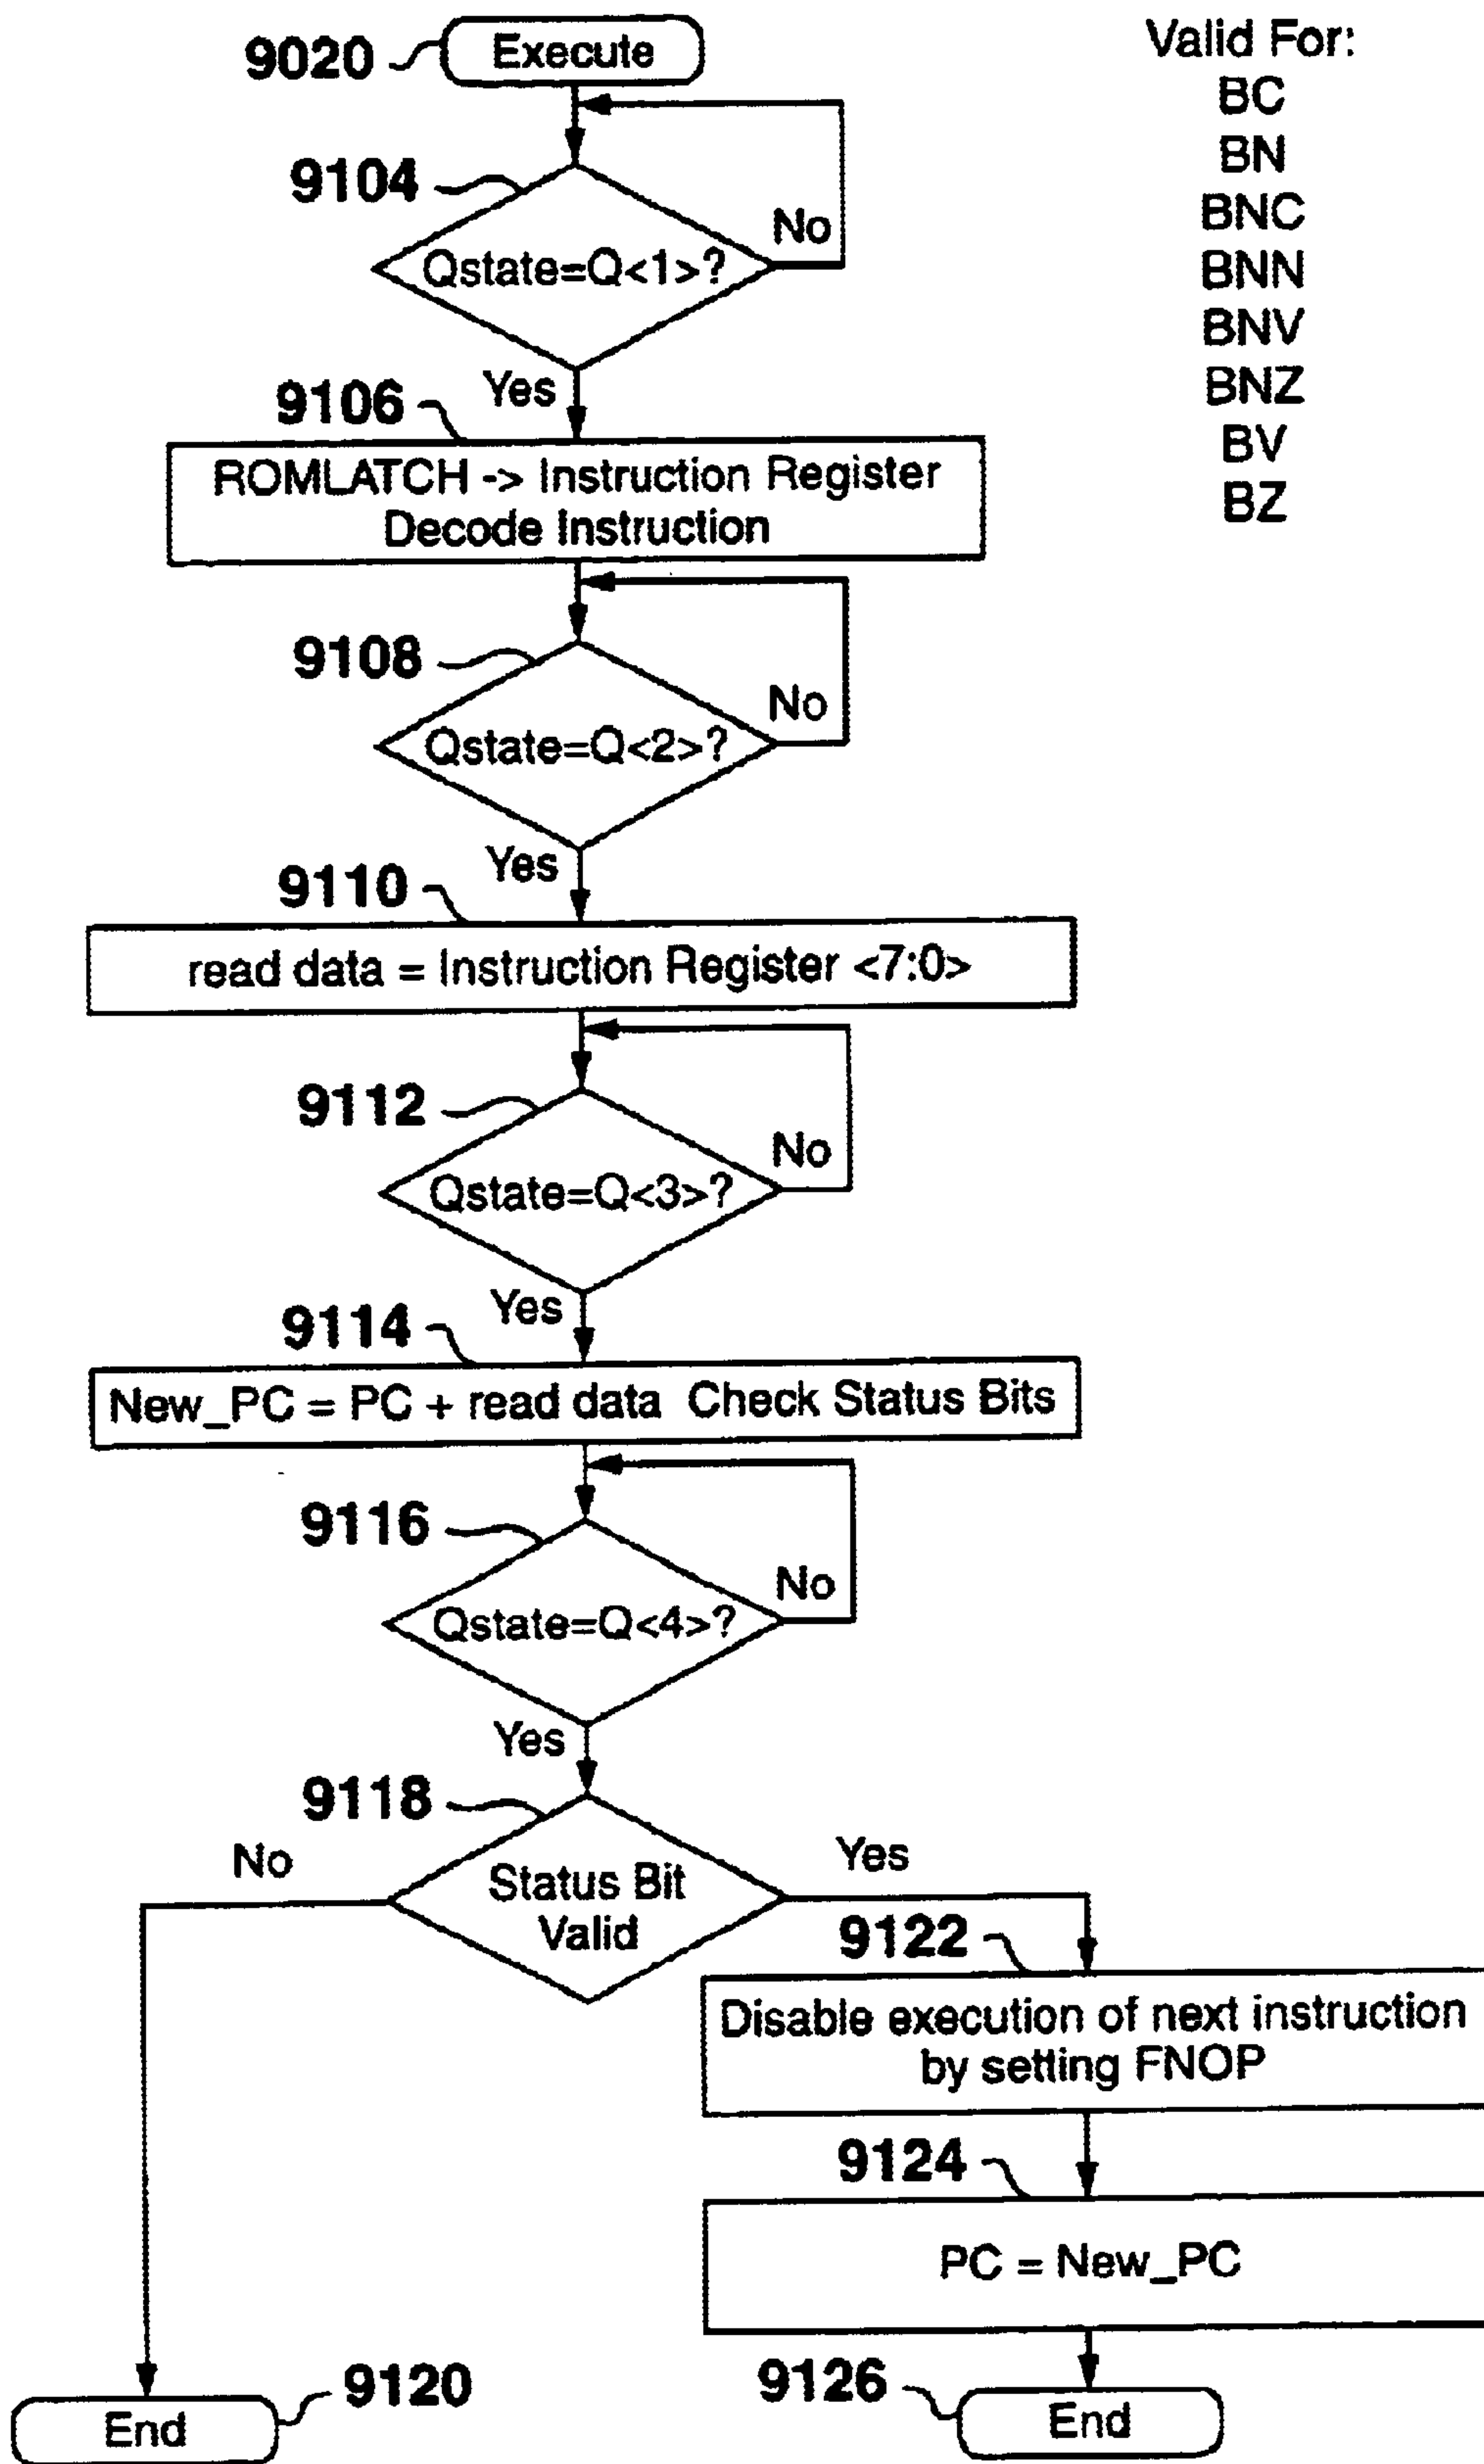 9020
Execute
Valid For:
BC
BN
BNC
BNN
BNV
BNZ
BV
BZ
9104
No
Qstate=Q<1>?
Yes
9106
ROMLATCH -> Instruction Register
Decode Instruction
9108
No
Qstate=Q<2>?
Yes
9110
read data = Instruction Register <7:0>
9112
No
Qstate=Q<3>?
Yes
9114
New_PC = PC + read data Check Status Bits
9116
No
Qstate=Q<4>?
Yes
9118
No
Yes
Status Bit
Valid
9122
Disable execution of next instruction
by setting FNOP
9124
PC = New_PC
9120
End
9126
End